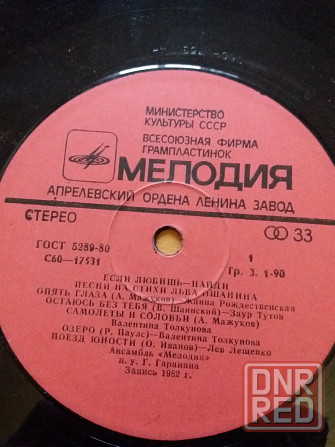 МИНИСТЕРСТВО
КУЛЬТУРЫ СССР
ВСЕСОЮЗНАЯ ФИРМА
ГРАМПЛАСТИНОК
МЕЛОДИЯ
АПРЕЛЕВСКИЙ ОРДЕНА ЛЕНИНА ЗАВОД
СТЕРЕО
33
ГОСТ 5289-80
1
С60—17531
Гр. 3. 1-90
ЕСЛИ ЛЮБИШЬ—НАЙДИ
ПЕСНИ НА СТИХИ ЛЬВА ОШАНИНА
ОПЯТЬ ГЛАЗА (А. Мажуков)—Жанна Рождественская
ОСТАЮСЬ БЕЗ ТЕБЯ (В. Шаинский)—Заур Тутов
САМОЛЕТЫ И СОЛОВЬИ (А. Мажуков)
Валентина Толкунова
ОЗЕРО (Р. Паулс)—Валентина Толкунова
ПОЕЗД ЮНОСТИ (О. Иванов)—Лев Лещенко
Ансамбль «Мелодия»
п. у Г. Гараняна
Запись 1982 г.
DNR
RED